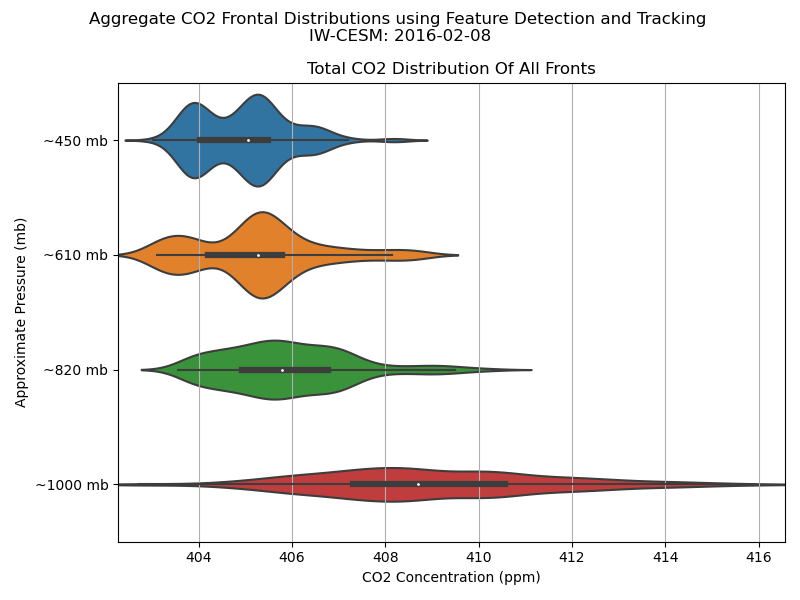 Aggregate CO2 Frontal Distributions using Feature Detection and Tracking
IW-CESM: 2016-02-08
Total CO2 Distribution Of All Fronts
~450 mb
~610 mb
~820 mb
~1000 mb
Approximate Pressure (mb)
404 406 408 410 412 414 416
CO2 Concentration (ppm)